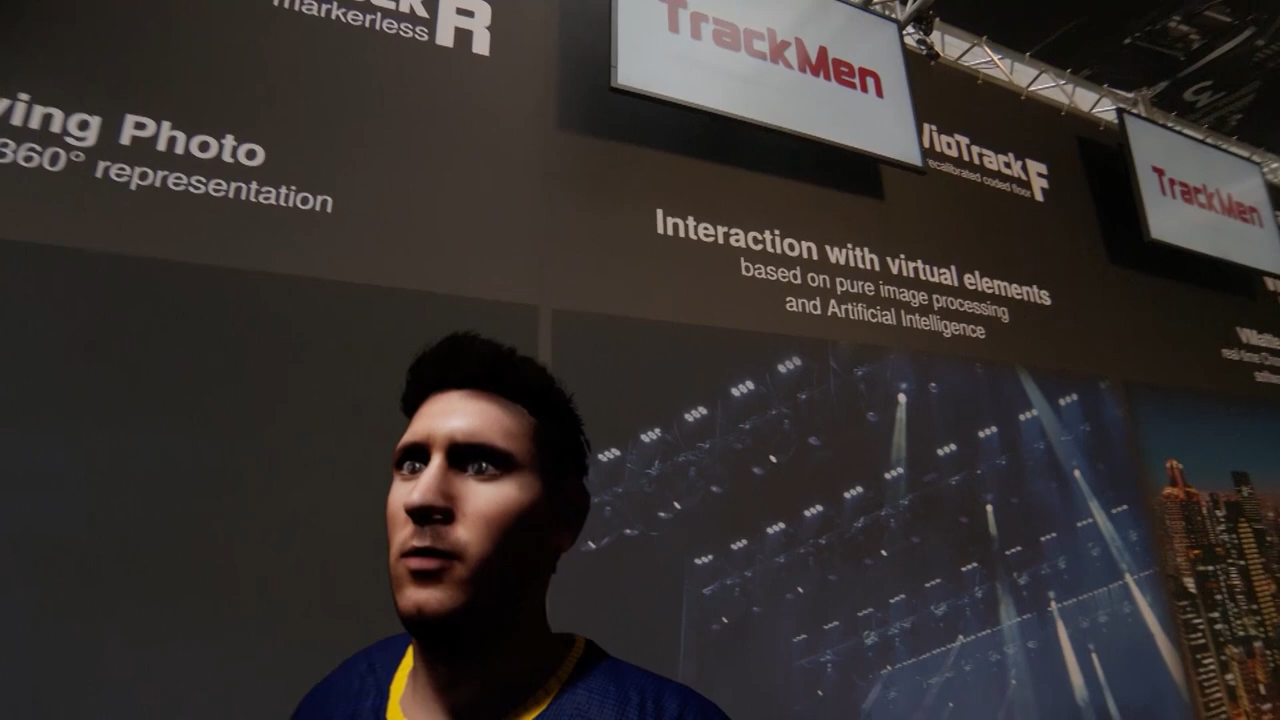 markerless R
TrackMen
ving Photo
360° representation
VioTrack F
recalibrated coded floor
TrackMen
Interaction with virtual elements
based on pure image processing
and Artificial Intelligence